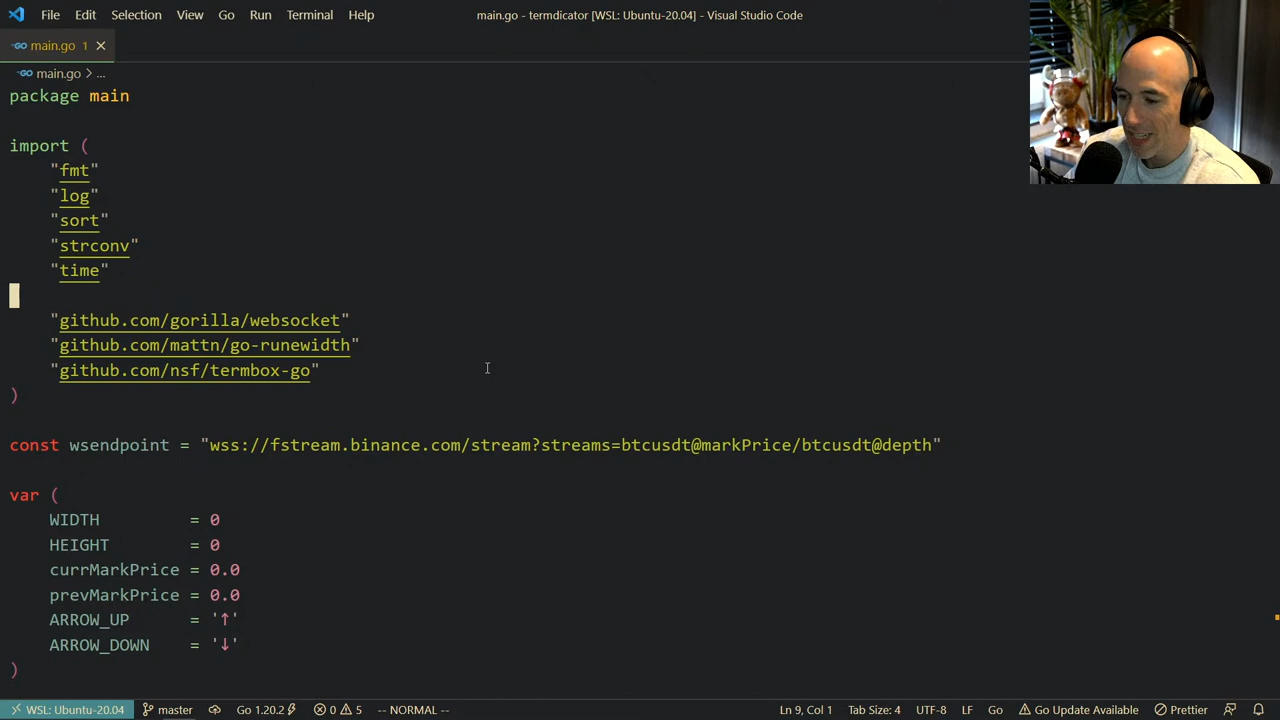 File Edit Selection View Go Run Terminal Help
main.go - termdicator [WSL: Ubuntu-20.04] - Visual Studio Code
main.go 1
main.go > ...
package main
import (
"fmt"
"log"
"sort"
"strconv"
"time"
"github.com/gorilla/websocket"
"github.com/mattn/go-runewidth"
"github.com/nsf/termbox-go"
)
const wsendpoint = "wss://fstream.binance.com/stream?streams=btcusdt@markPrice/btcusdt@depth"
var (
WIDTH = 0
HEIGHT = 0
currMarkPrice = 0.0
prevMarkPrice = 0.0
ARROW_UP = '↑'
ARROW_DOWN = '↓'
)
WSL: Ubuntu-20.04 master Go 1.20.2 0 5 -- NORMAL -- Ln 9, Col 1 Tab Size: 4 UTF-8 LF Go Go Update Available Prettier